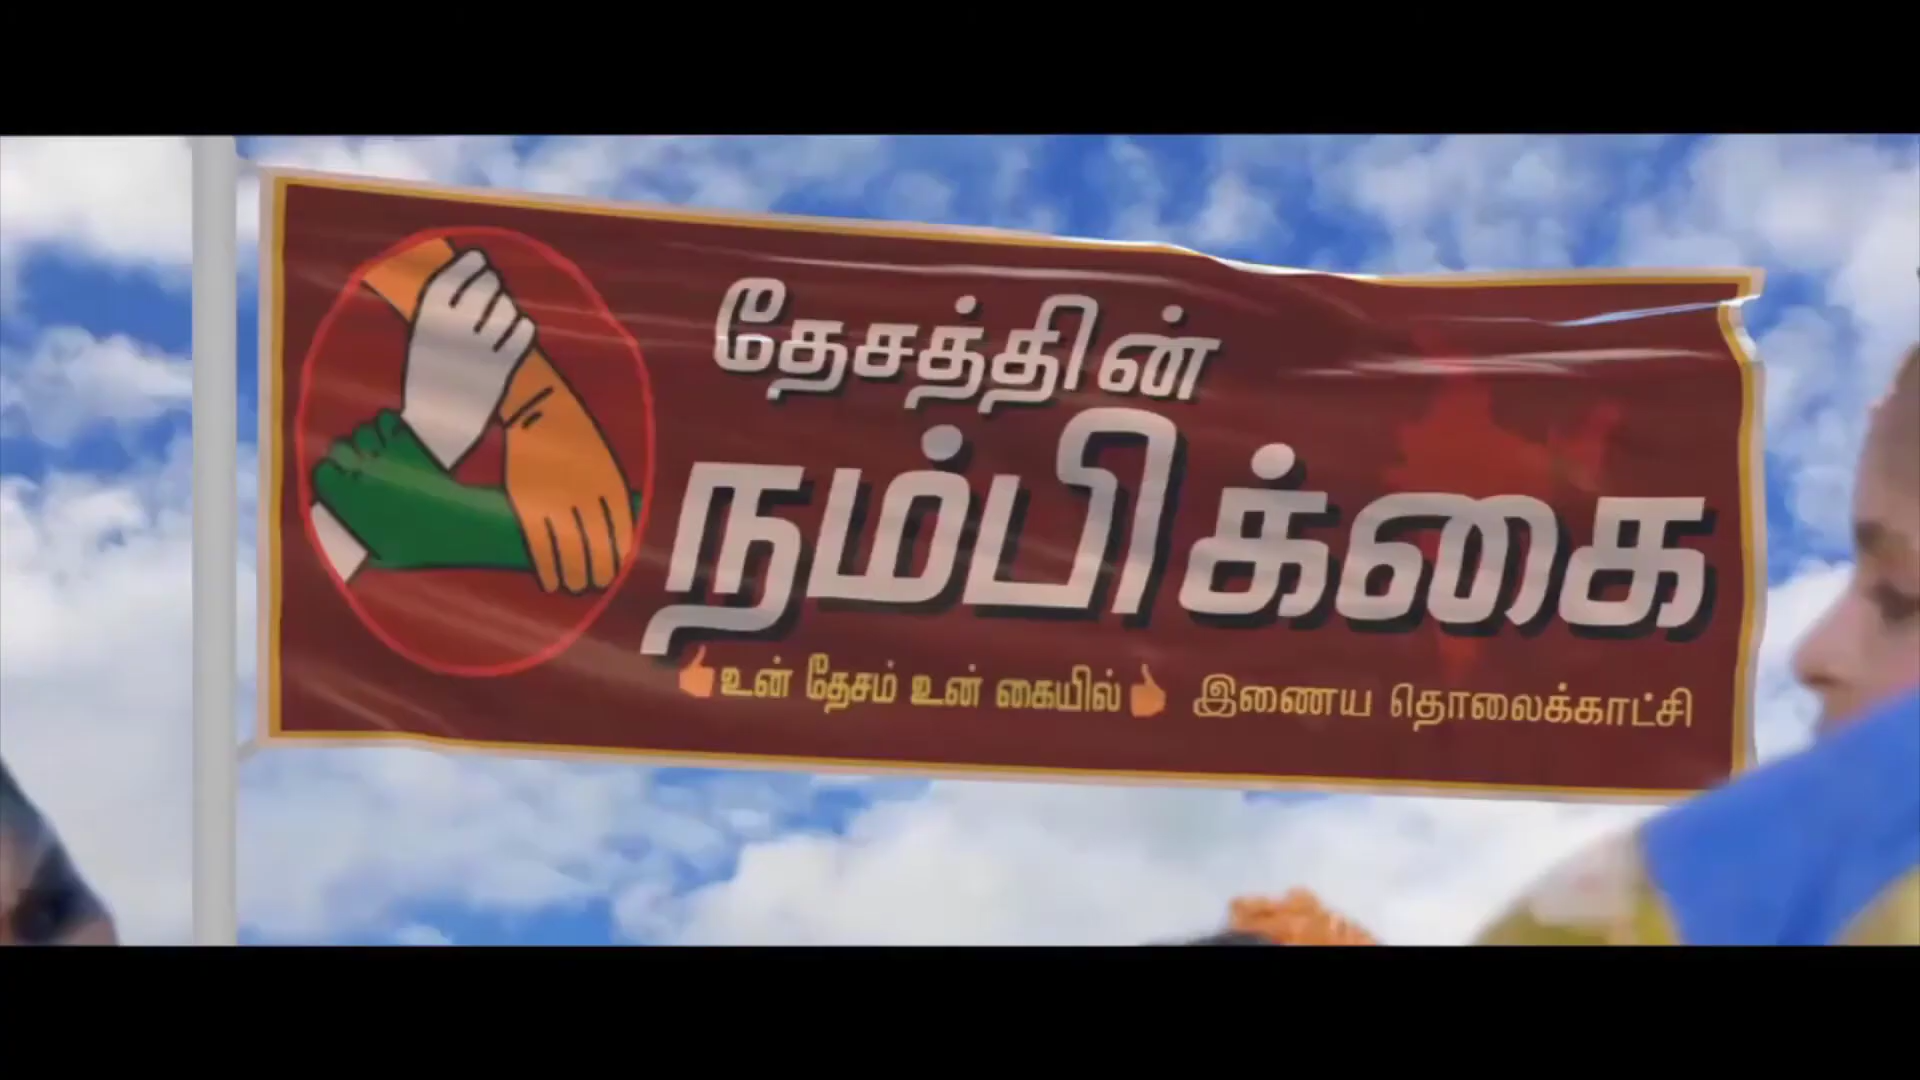 தேசத்தின்
நம்பிக்கை
உன் தேசம் உன் கையில் இணைய தொலைக்காட்சி